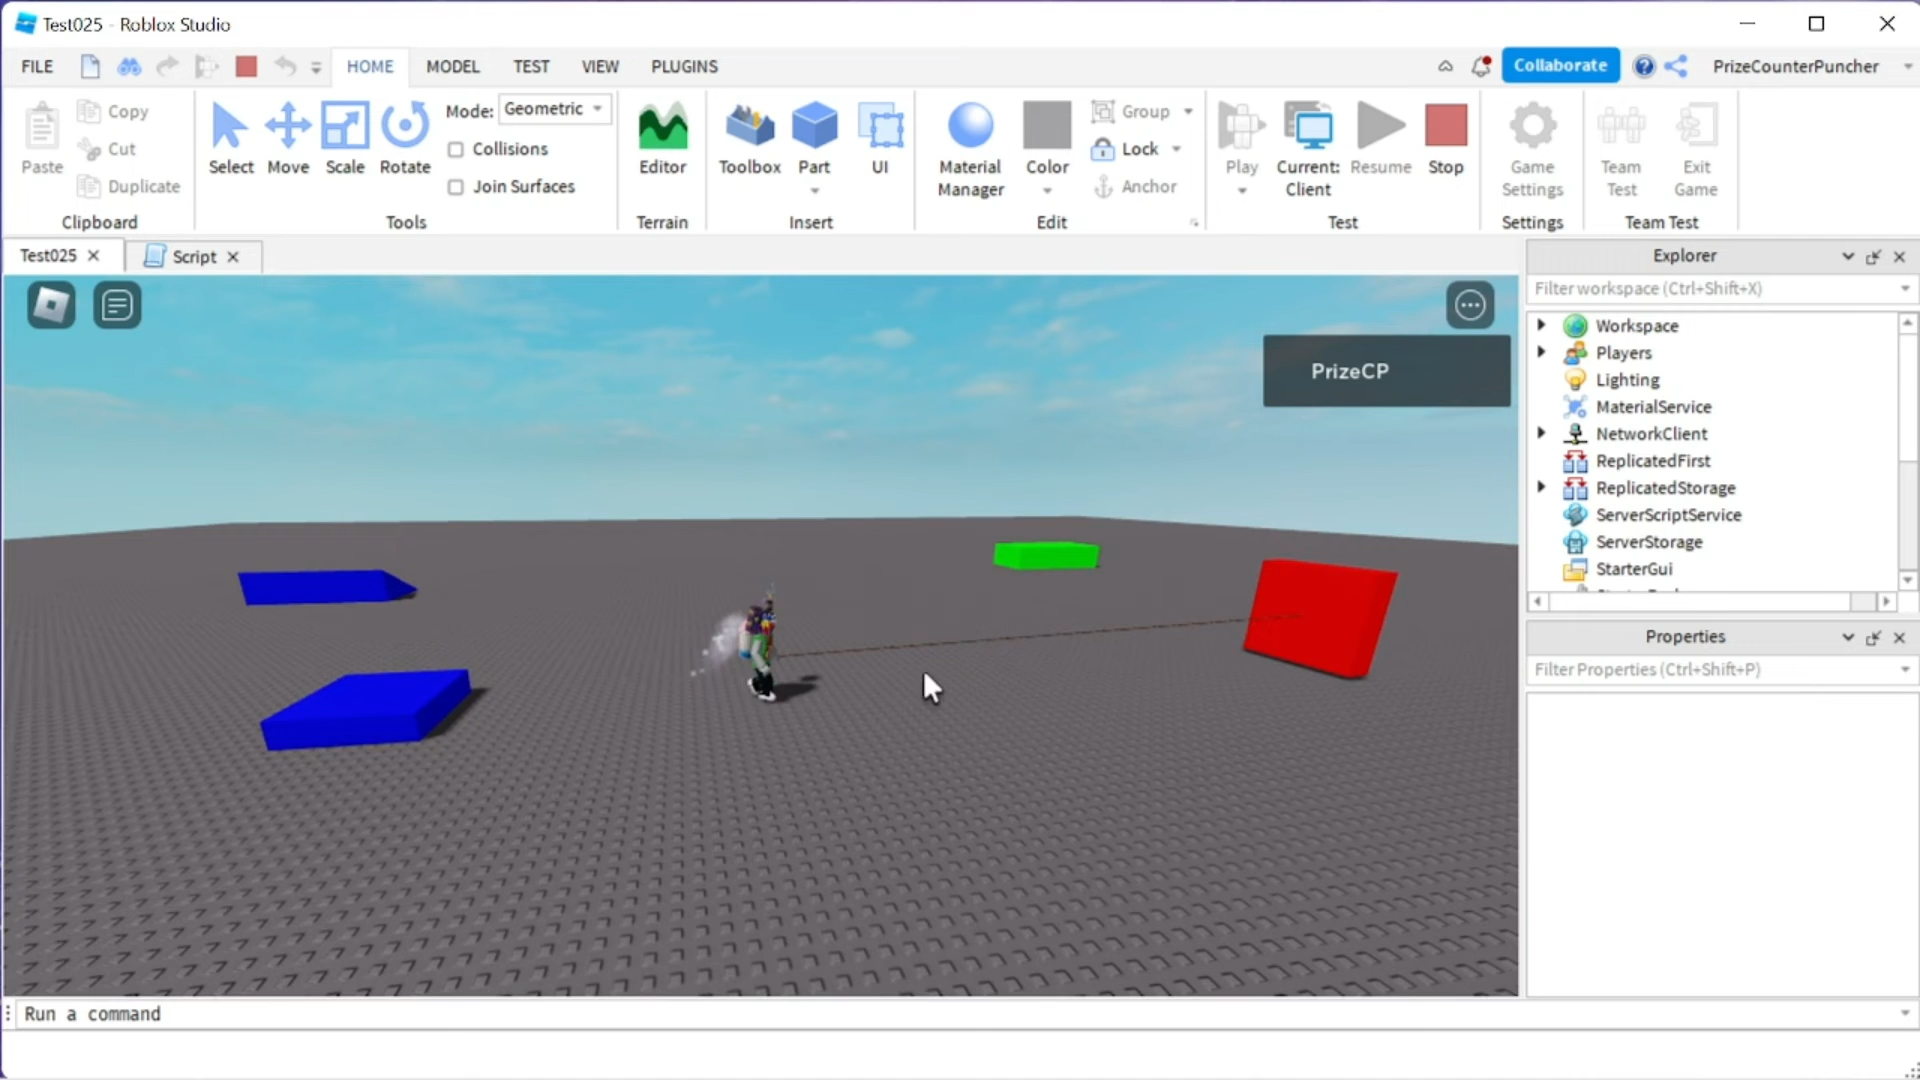 Test025 - Roblox Studio
FILE HOME MODEL TEST VIEW PLUGINS Collaborate PrizeCounterPuncher
Paste Copy Cut Duplicate
Clipboard
Select Move Scale Rotate
Mode: Geometric
Collisions
Join Surfaces
Tools
Editor
Terrain
Toolbox Part UI
Insert
Material Manager
Color
Group
Lock
Anchor
Edit
Play
Current: Client
Resume
Stop
Test
Game Settings
Settings
Team Test
Exit Game
Team Test
Test025
Script
PrizeCP
Explorer
Filter workspace (Ctrl+Shift+X)
Workspace
Players
Lighting
MaterialService
NetworkClient
ReplicatedFirst
ReplicatedStorage
ServerScriptService
ServerStorage
StarterGui
Properties
Filter Properties (Ctrl+Shift+P)
Run a command